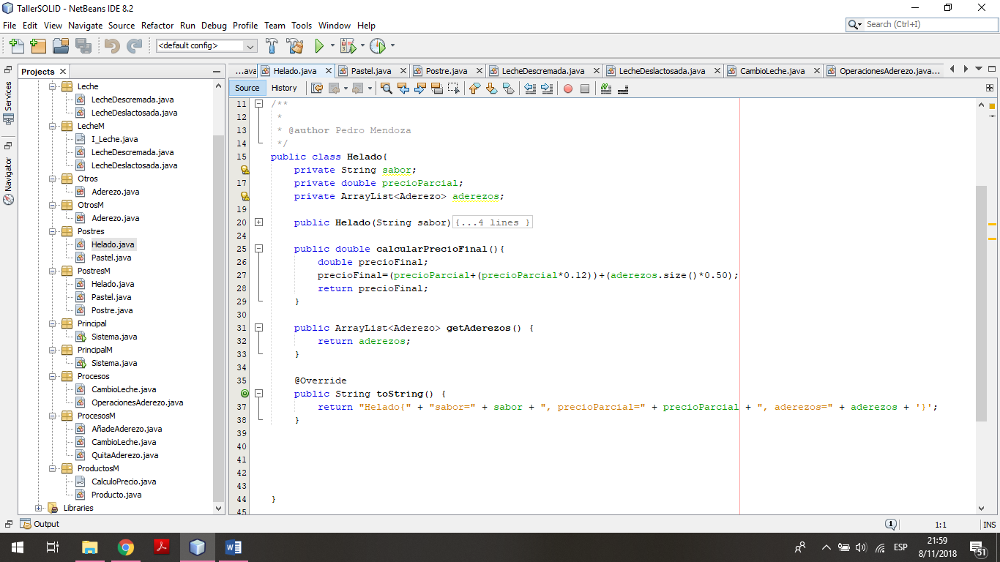 TallerSOLID - NetBeans IDE 8.2
File Edit View Navigate Source Refactor Run Debug Profile Team Tools Window Help
Search (Ctrl+I)
<default config>
Projects
...ava Helado.java Pastel.java Postre.java LecheDescremada.java LecheDeslactosada.java CambioLeche.java OperacionesAderezo.java...
Source History
Services
Navigator
Leche
LecheDescremada.java
LecheDeslactosada.java
LecheM
I_Leche.java
LecheDescremada.java
LecheDeslactosada.java
Otros
Aderezo.java
OtrosM
Aderezo.java
Postres
Helado.java
Pastel.java
PostresM
Helado.java
Pastel.java
Postre.java
Principal
Sistema.java
PrincipalM
Sistema.java
Procesos
CambioLeche.java
OperacionesAderezo.java
ProcesosM
AñadeAderezo.java
CambioLeche.java
QuitaAderezo.java
ProductosM
CalculoPrecio.java
Producto.java
Libraries
11 /**
12 *
13 * @author Pedro Mendoza
14 */
15 public class Helado{
private String sabor;
17 private double precioParcial;
private ArrayList<Aderezo> aderezos;
19
20 public Helado(String sabor){...4 lines }
24
25 public double calcularPrecioFinal(){
26 double precioFinal;
27 precioFinal=(precioParcial+(precioParcial*0.12))+(aderezos.size()*0.50);
28 return precioFinal;
29 }
30
31 public ArrayList<Aderezo> getAderezos() {
32 return aderezos;
33 }
34
35 @Override
public String toString() {
37 return "Helado{" + "sabor=" + sabor + ", precioParcial=" + precioParcial + ", aderezos=" + aderezos + '}';
38 }
39
40
41
42
43
44 }
45
Output
1 1:1 INS
ESP
21:59
8/11/2018
51